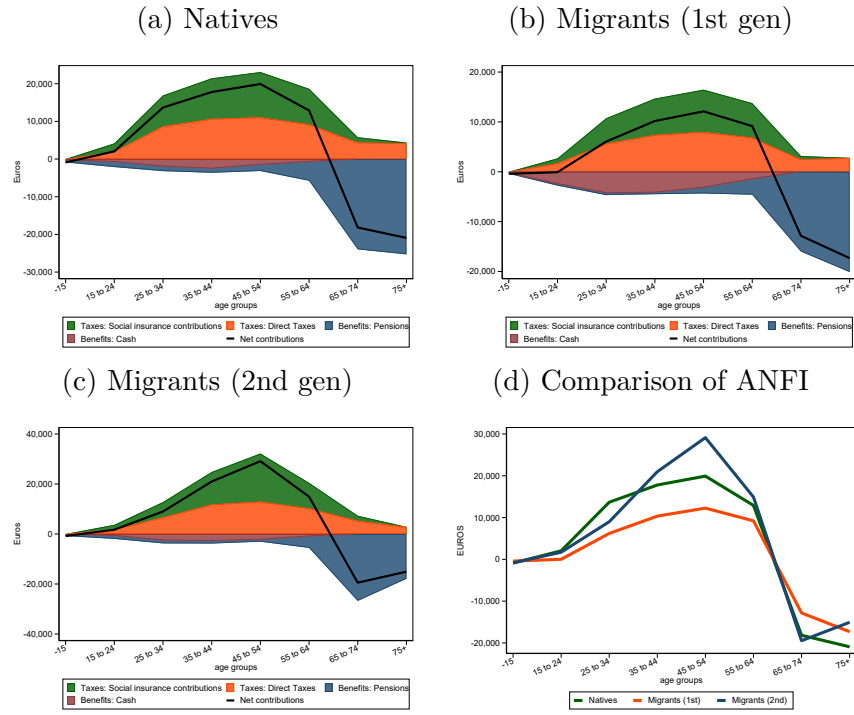 (a) Natives
20,000
10,000
0
-10,000
-20,000
-30,000
Euros
-15
15 to 24
25 to 34
35 to 44
45 to 54
55 to 64
65 to 74
75+
age groups
Taxes: Social insurance contributions Taxes: Direct Taxes Benefits: Pensions
Benefits: Cash Net contributions
(b) Migrants (1st gen)
20,000
10,000
0
-10,000
-20,000
Euros
-15
15 to 24
25 to 34
35 to 44
45 to 54
55 to 64
65 to 74
75+
age groups
Taxes: Social insurance contributions Taxes: Direct Taxes Benefits: Pensions
Benefits: Cash Net contributions
(c) Migrants (2nd gen)
40,000
20,000
0
-20,000
-40,000
Euros
-15
15 to 24
25 to 34
35 to 44
45 to 54
55 to 64
65 to 74
75+
age groups
Taxes: Social insurance contributions Taxes: Direct Taxes Benefits: Pensions
Benefits: Cash Net contributions
(d) Comparison of ANFI
30,000
20,000
10,000
0
-10,000
-20,000
EUROS
-15
15 to 24
25 to 34
35 to 44
45 to 54
55 to 64
65 to 74
75+
age groups
Natives Migrants (1st) Migrants (2nd)